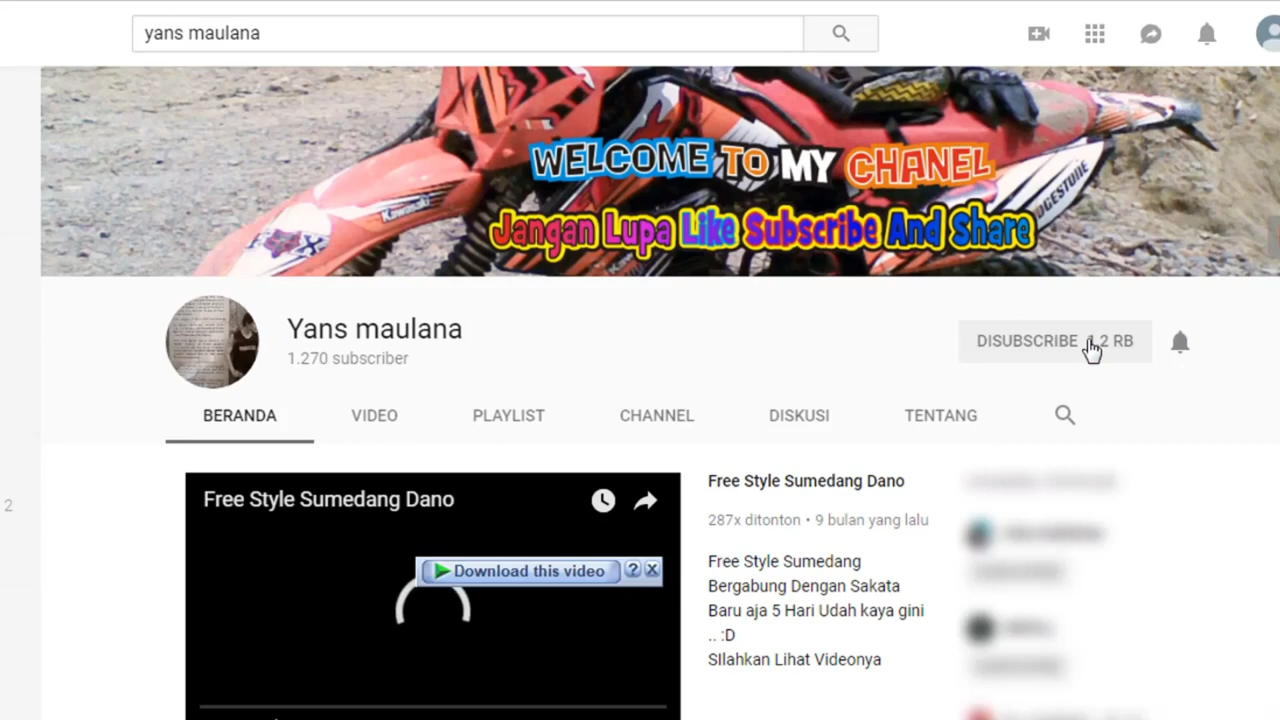 yans maulana
WELCOME TO MY CHANEL
Jangan Lupa Like Subscribe And Share
Kawasaki
Yans maulana
1.270 subscriber
DISUBSCRIBE 1,2 RB
BERANDA
VIDEO
PLAYLIST
CHANNEL
DISKUSI
TENTANG
Free Style Sumedang Dano
Download this video ? X
Free Style Sumedang Dano
287x ditonton • 9 bulan yang lalu
Free Style Sumedang
Bergabung Dengan Sakata
Baru aja 5 Hari Udah kaya gini
.. :D
SIlahkan Lihat Videonya
2